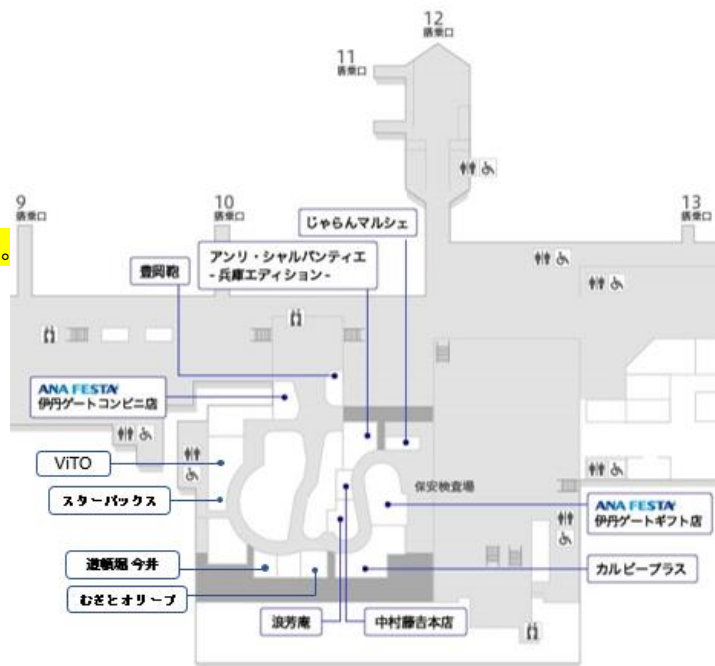 12
搭乗口
11
搭乗口
9
搭乗口
10
搭乗口
13
搭乗口
じゃらんマルシェ
アンリ・シャルパンティエ
- 兵庫エディション -
豊岡鞄
。
ANA FESTA
伊丹ゲートコンビニ店
ViTO
スターバックス
保安検査場
ANA FESTA
伊丹ゲートギフト店
道頓堀 今井
カルビープラス
むぎとオリーブ
浪芳庵
中村藤吉本店